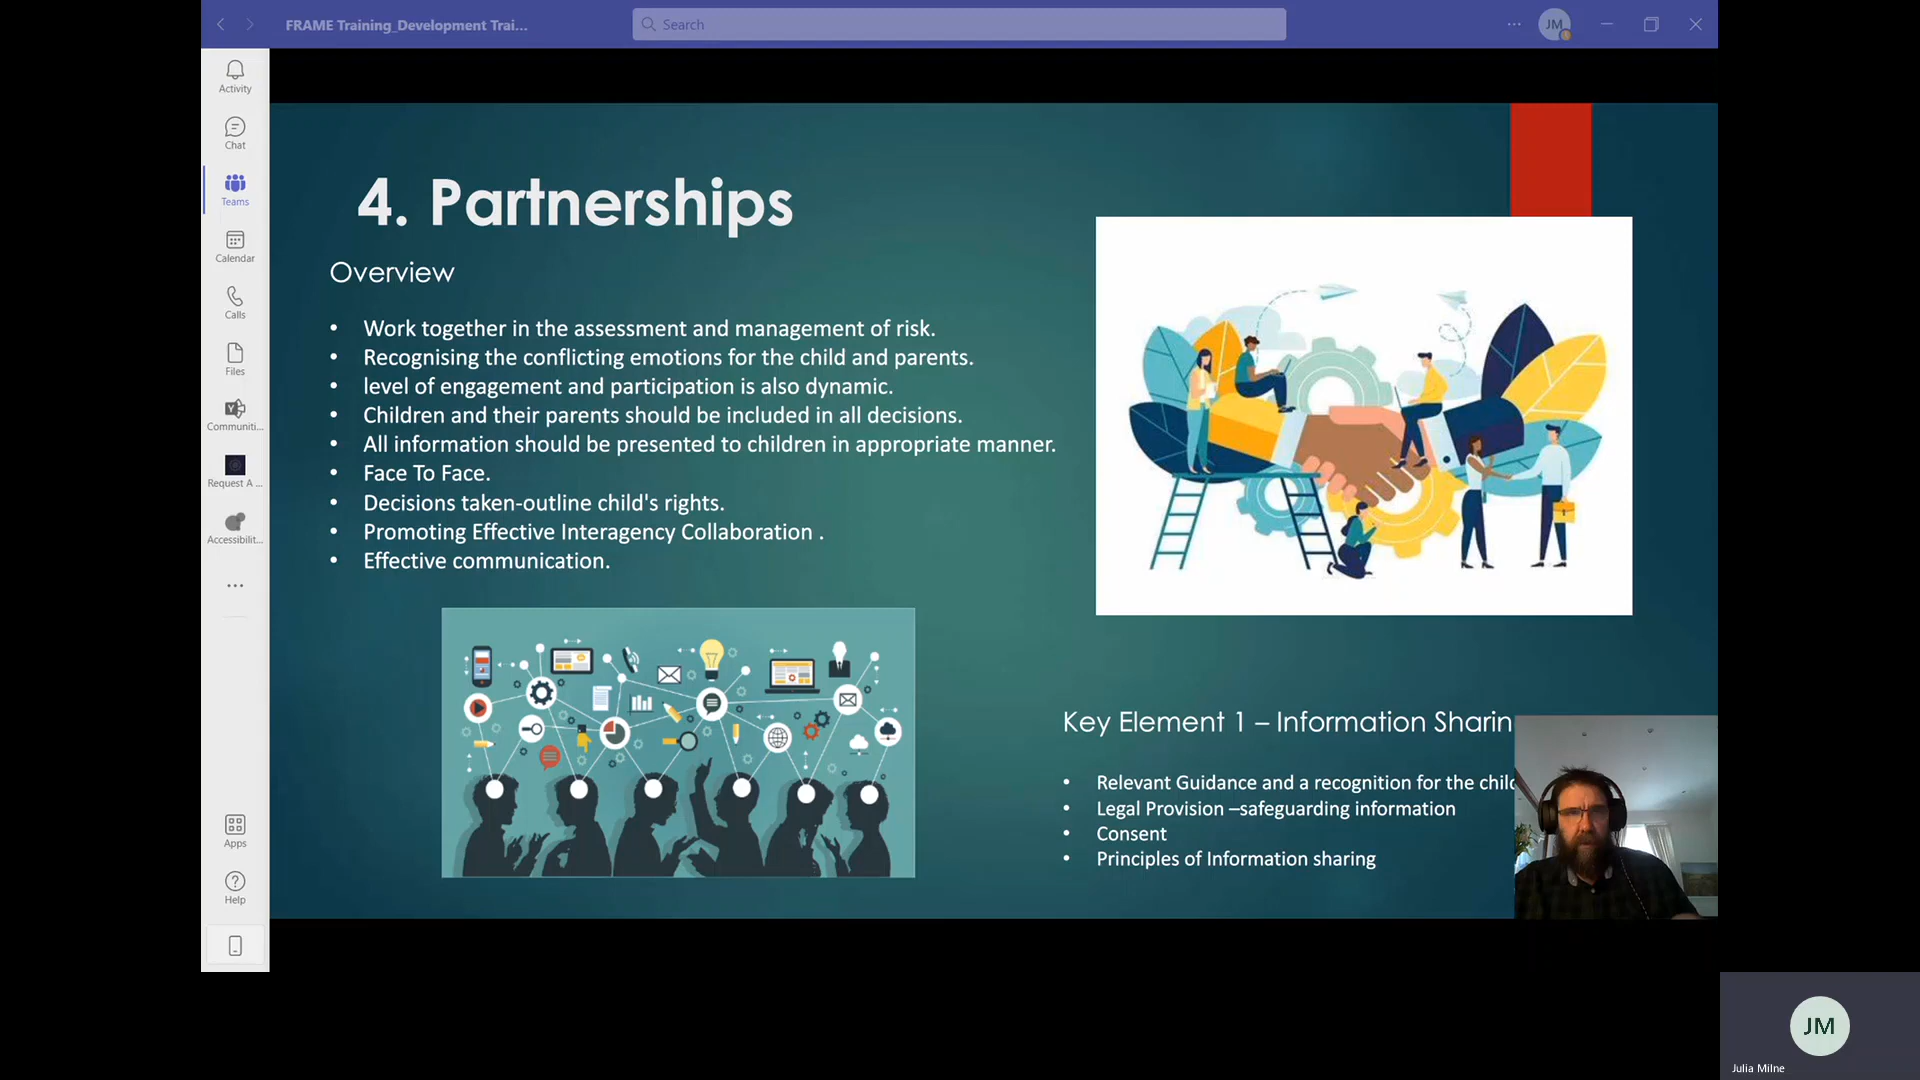 FRAME Training_Development Trai...
Search
JM
Activity
Chat
Teams
Calendar
Calls
Files
Communiti...
Request A ...
Accessibilit...
Apps
Help
4. Partnerships
Overview
• Work together in the assessment and management of risk.
• Recognising the conflicting emotions for the child and parents.
• level of engagement and participation is also dynamic.
• Children and their parents should be included in all decisions.
• All information should be presented to children in appropriate manner.
• Face To Face.
• Decisions taken-outline child's rights.
• Promoting Effective Interagency Collaboration .
• Effective communication.
Key Element 1 – Information Sharin
• Relevant Guidance and a recognition for the chil
• Legal Provision –safeguarding information
• Consent
• Principles of Information sharing
JM
Julia Milne